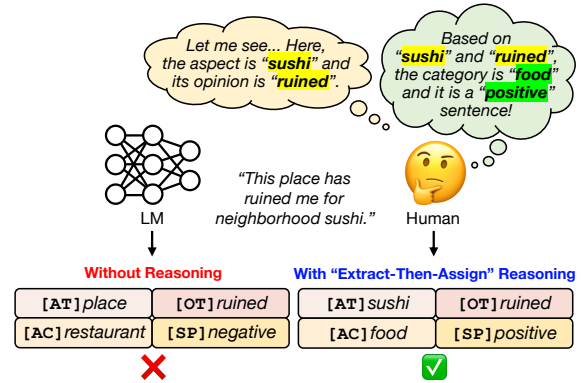 Let me see... Here,
the aspect is “sushi” and
its opinion is “ruined”.
Based on
“sushi” and “ruined”,
the category is “food”
and it is a “positive”
sentence!
“This place has
ruined me for
neighborhood sushi.”
LM
Human
Without Reasoning
[AT]place
[OT]ruined
[AC]restaurant
[SP]negative
With “Extract-Then-Assign” Reasoning
[AT]sushi
[OT]ruined
[AC]food
[SP]positive